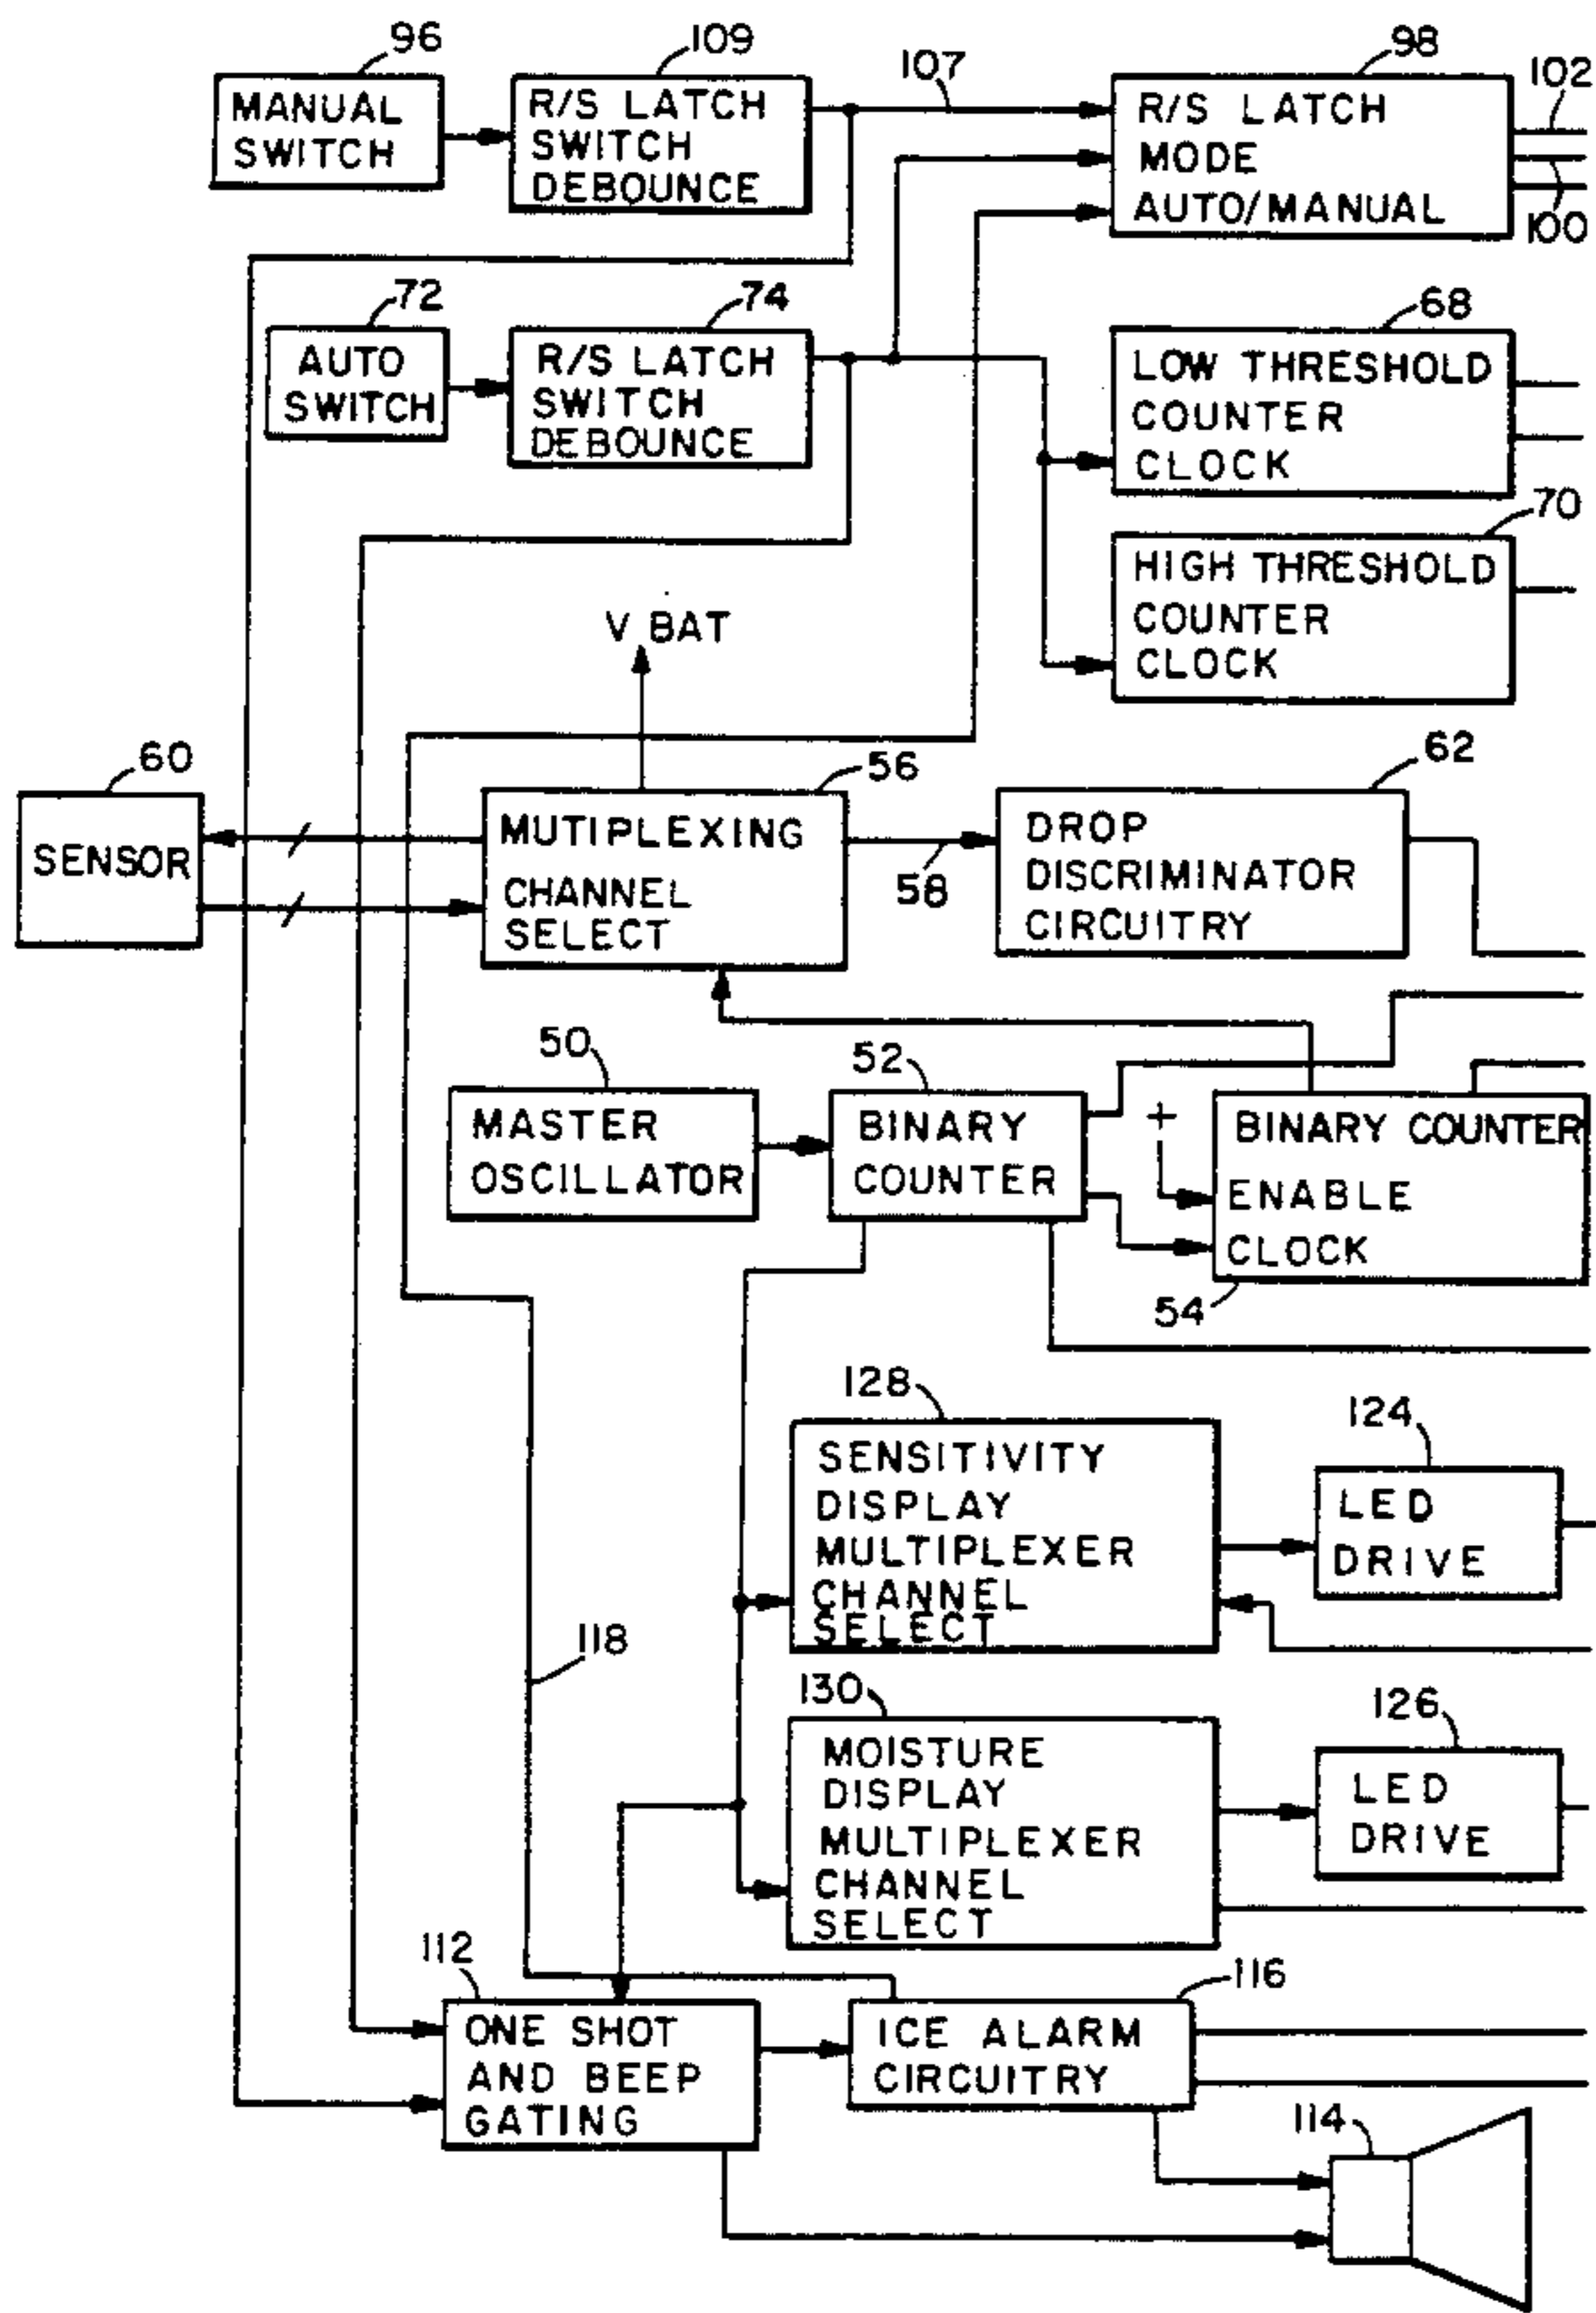 96
109
107
98
102
MANUAL
SWITCH
R/S LATCH
SWITCH
DEBOUNCE
R/S LATCH
MODE
AUTO/MANUAL
100
72
74
68
AUTO
SWITCH
R/S LATCH
SWITCH
DEBOUNCE
LOW THRESHOLD
COUNTER
CLOCK
70
HIGH THRESHOLD
COUNTER
CLOCK
V BAT
60
56
62
SENSOR
MUTIPLEXING
CHANNEL
SELECT
58
DROP
DISCRIMINATOR
CIRCUITRY
50
52
MASTER
OSCILLATOR
BINARY
COUNTER
+
BINARY COUNTER
ENABLE
CLOCK
54
128
124
SENSITIVITY
DISPLAY
MULTIPLEXER
CHANNEL
SELECT
LED
DRIVE
118
130
126
MOISTURE
DISPLAY
MULTIPLEXER
CHANNEL
SELECT
LED
DRIVE
112
116
ONE SHOT
AND BEEP
GATING
ICE ALARM
CIRCUITRY
114